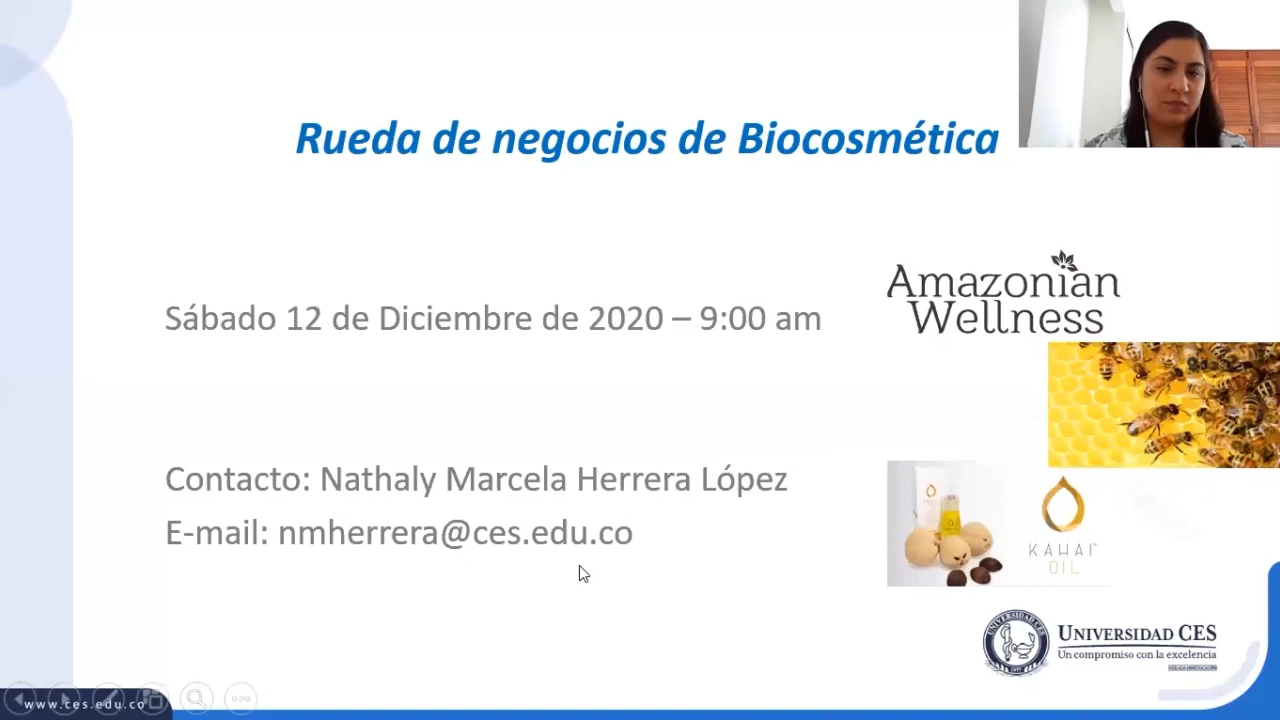 Rueda de negocios de Biocosmética
Sábado 12 de Diciembre de 2020 – 9:00 am
Amazonian
Wellness
Contacto: Nathaly Marcela Herrera López
E-mail: nmherrera@ces.edu.co
KAHAI™
OIL
UNIVERSIDAD CES
Un compromiso con la excelencia
www.ces.edu.co